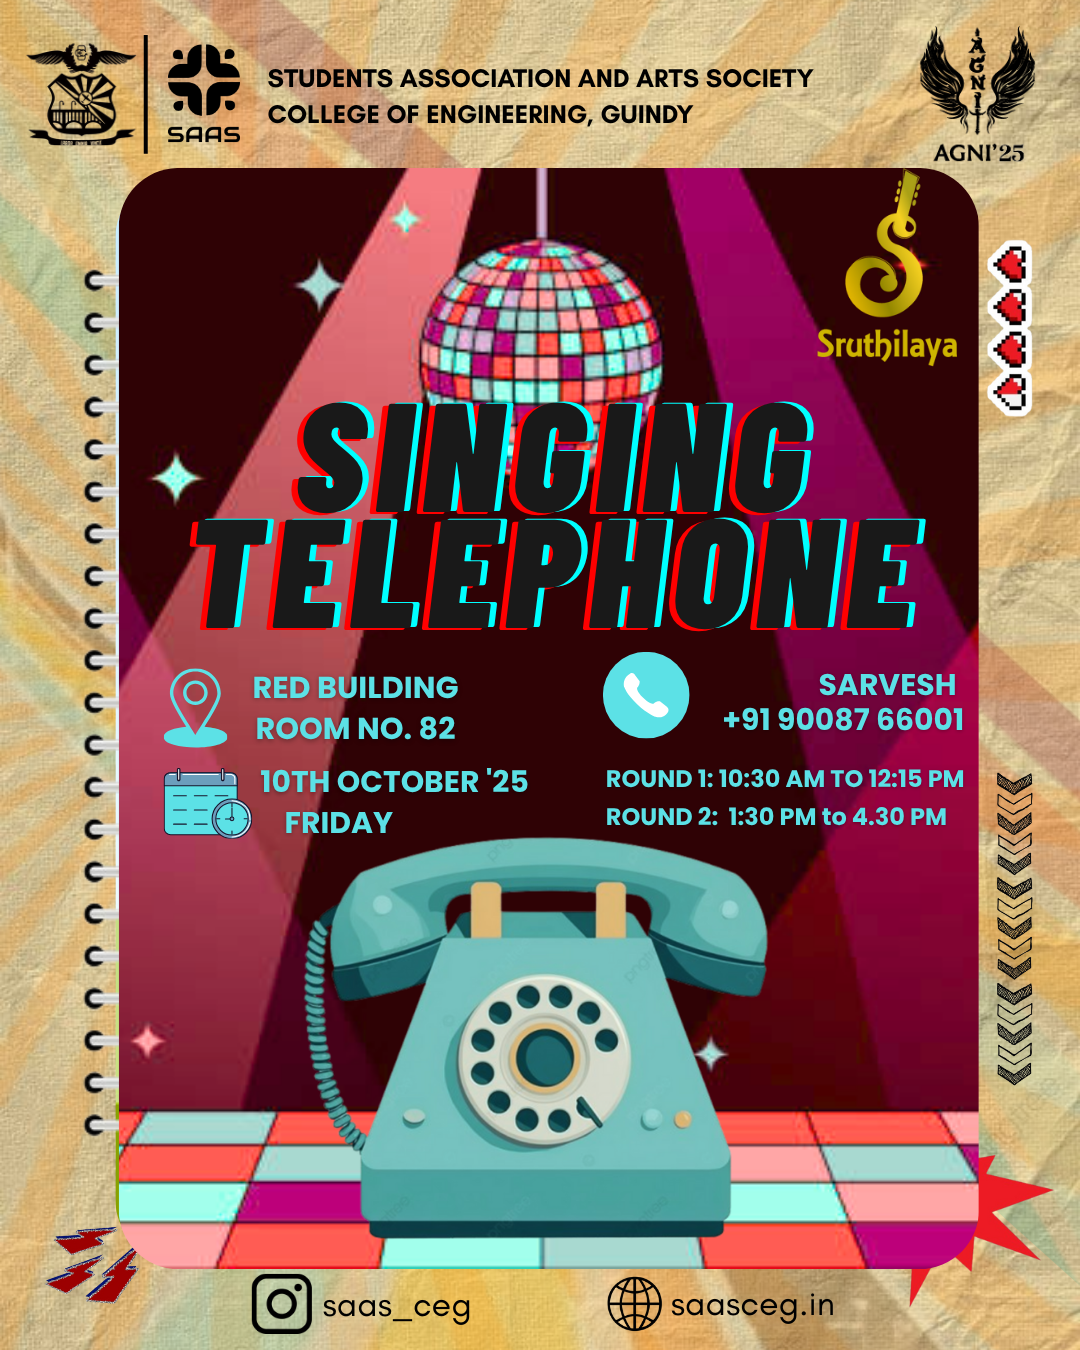 STUDENTS ASSOCIATION AND ARTS SOCIETY
COLLEGE OF ENGINEERING, GUINDY
SAAS
AGNI
AGNI'25
Sruthilaya
SINGING
TELEPHONE
RED BUILDING
ROOM NO. 82
SARVESH
+91 90087 66001
10TH OCTOBER '25
FRIDAY
ROUND 1: 10:30 AM TO 12:15 PM
ROUND 2: 1:30 PM to 4.30 PM
saas_ceg
saasceg.in